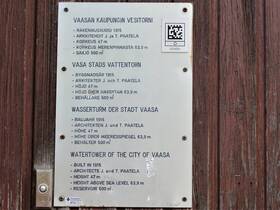 VAASAN KAUPUNGIN VESITORNI
- RAKENNUSVUOSI 1915
- ARKKITEHDIT J. ja T. PAATELA
- KORKEUS 47 m
- KORKEUS MERENPINNASTA 63,9 m
- SÄILIÖ 500 m³
VASA STADS VATTENTORN
- BYGGNADSÅR 1915
- ARKITEKTER J. och T. PAATELA
- HÖJD 47 m
- HÖJD ÖVER HAVSYTAN 63,9 m
- BEHÅLLARE 500 m³
WASSERTURM DER STADT VAASA
- BAUJAHR 1915
- ARCHITEKTEN J. und T. PAATELA
- HÖHE 47 m
- HÖHE ÜBER MEERESSPIEGEL 63,9 m
- BEHÄLTER 500 m³
WATERTOWER OF THE CITY OF VAASA
- BUILT IN 1915
- ARCHITECTS J. and T. PAATELA
- HEIGHT 47 m
- HEIGHT ABOVE SEA LEVEL 63,9 m
- RESERVOIR 500 m³